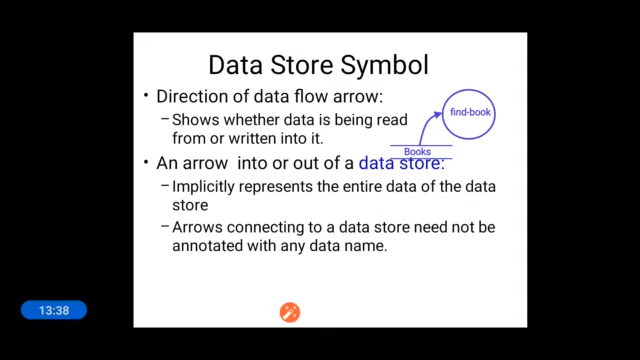 Data Store Symbol
• Direction of data flow arrow:
– Shows whether data is being read
from or written into it.
find-book
Books
• An arrow into or out of a data store:
– Implicitly represents the entire data of the data
store
– Arrows connecting to a data store need not be
annotated with any data name.
13:38